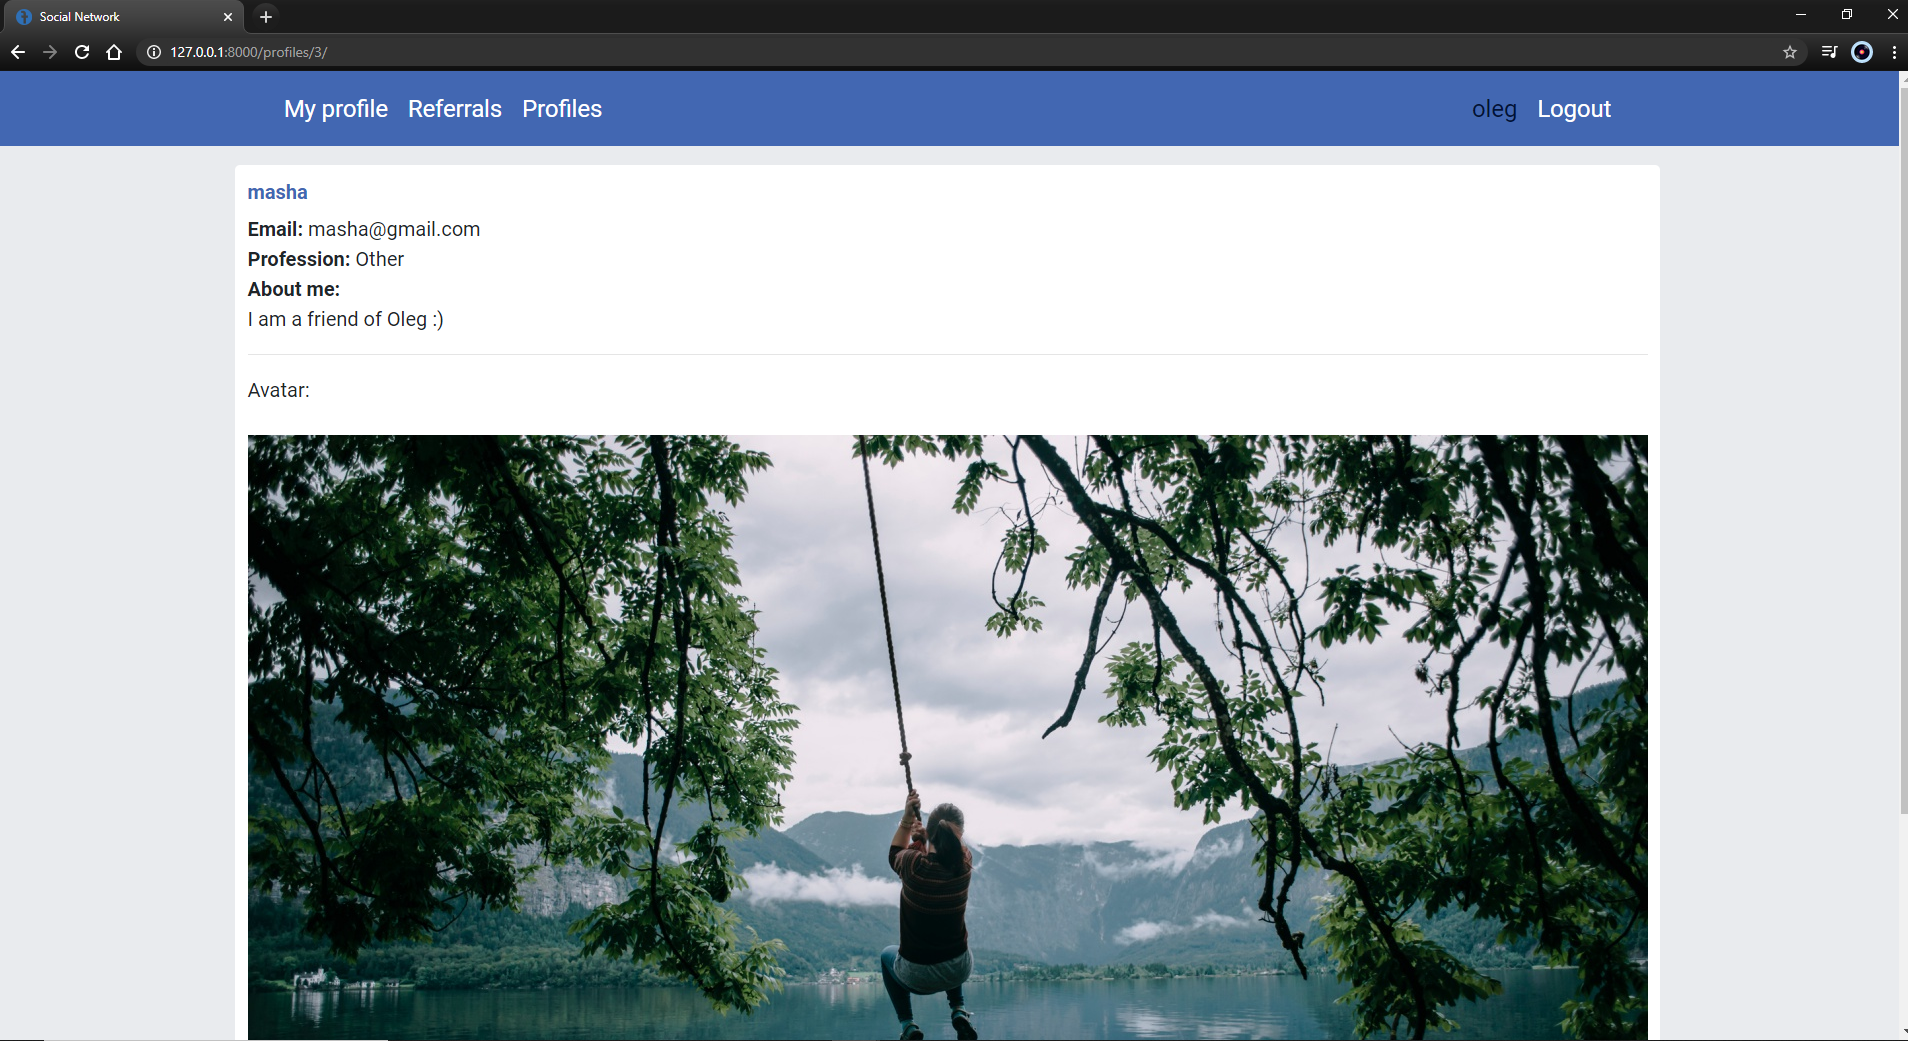 Social Network
127.0.0.1:8000/profiles/3/
My profile Referrals Profiles oleg Logout
masha
Email: masha@gmail.com
Profession: Other
About me:
I am a friend of Oleg :)
Avatar: